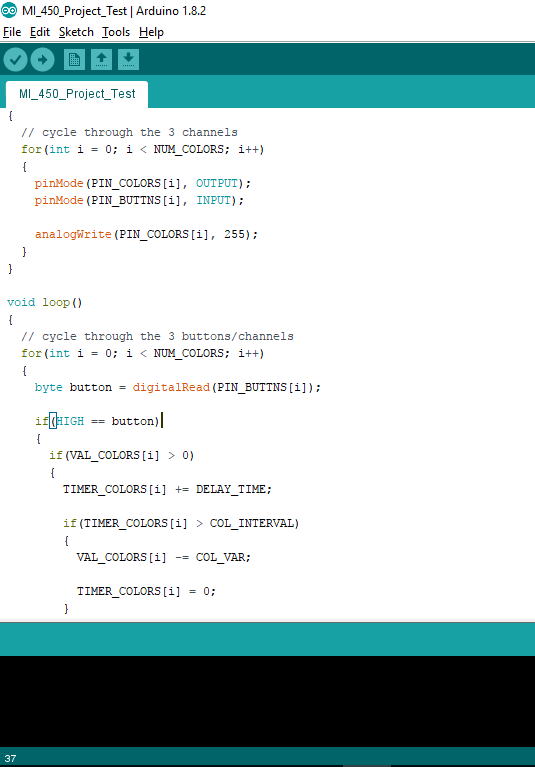 MI_450_Project_Test | Arduino 1.8.2
File Edit Sketch Tools Help
MI_450_Project_Test
{
  // cycle through the 3 channels
  for(int i = 0; i < NUM_COLORS; i++)
  {
    pinMode(PIN_COLORS[i], OUTPUT);
    pinMode(PIN_BUTTNS[i], INPUT);

    analogWrite(PIN_COLORS[i], 255);
  }
}

void loop()
{
  // cycle through the 3 buttons/channels
  for(int i = 0; i < NUM_COLORS; i++)
  {
    byte button = digitalRead(PIN_BUTTNS[i]);

    if(HIGH == button)
    {
      if(VAL_COLORS[i] > 0)
      {
        TIMER_COLORS[i] += DELAY_TIME;

        if(TIMER_COLORS[i] > COL_INTERVAL)
        {
          VAL_COLORS[i] -= COL_VAR;

          TIMER_COLORS[i] = 0;
        }
37